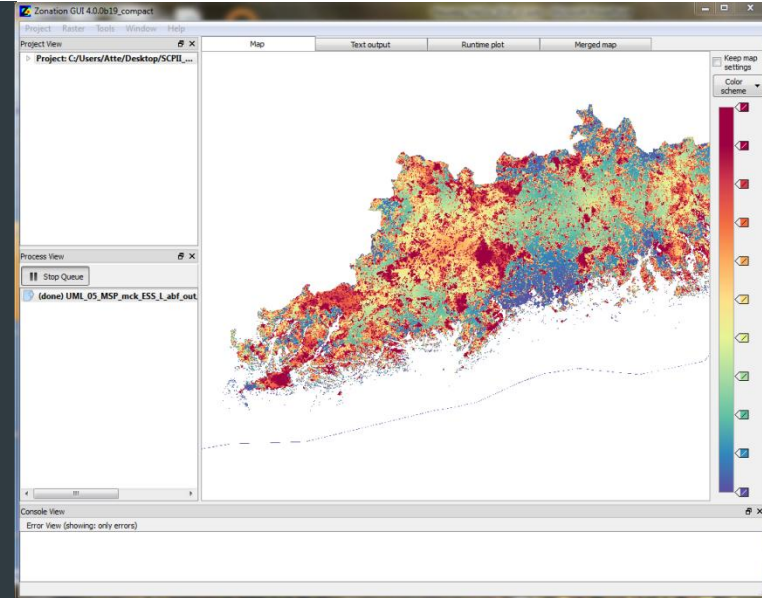 Zonation GUI 4.0.0b19_compact
Project Raster Tools Window Help
Project View
Project: C:/Users/Atte/Desktop/SCPII_...
Map Text output Runtime plot Merged map
Keep map
settings
Color
scheme
Process View
Stop Queue
(done) UML_05_MSP_mck_ESS_L_abf_out_
Console View
Error View (showing: only errors)